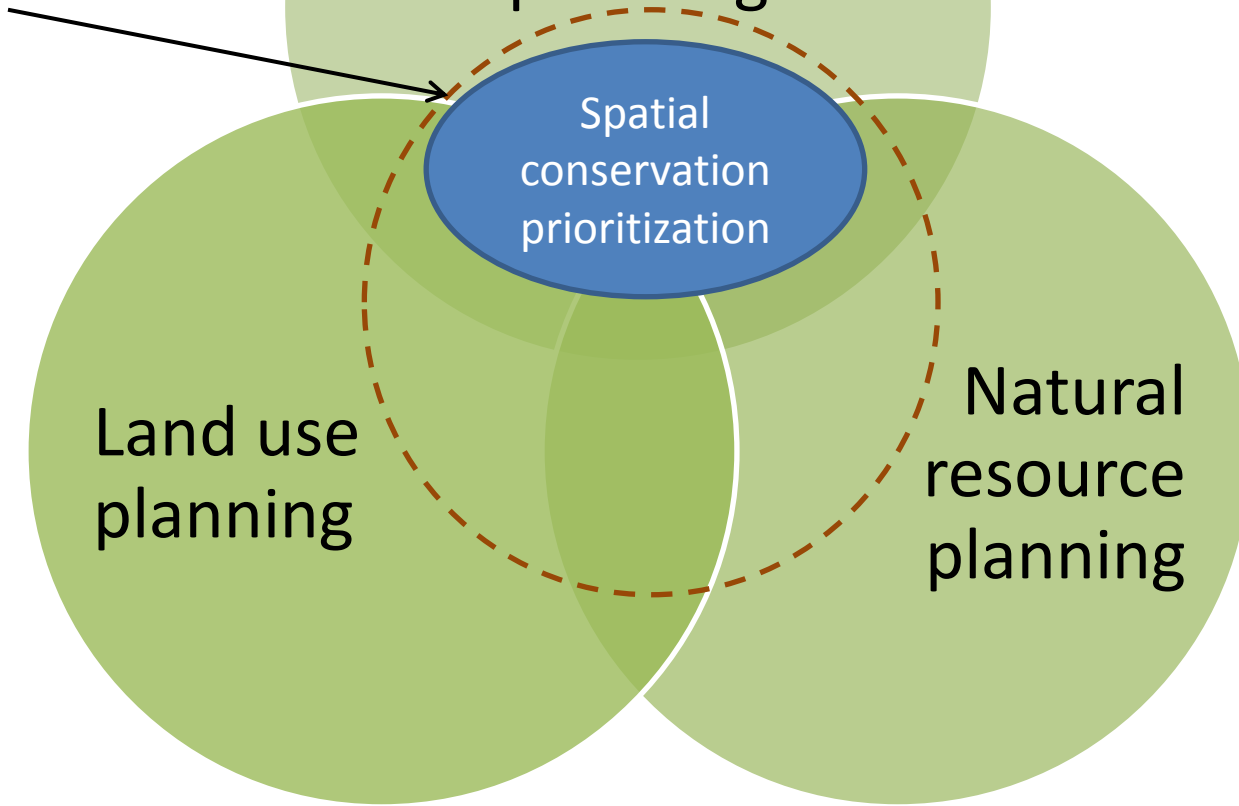 Spatial
conservation
prioritization
Land use
planning
Natural
resource
planning